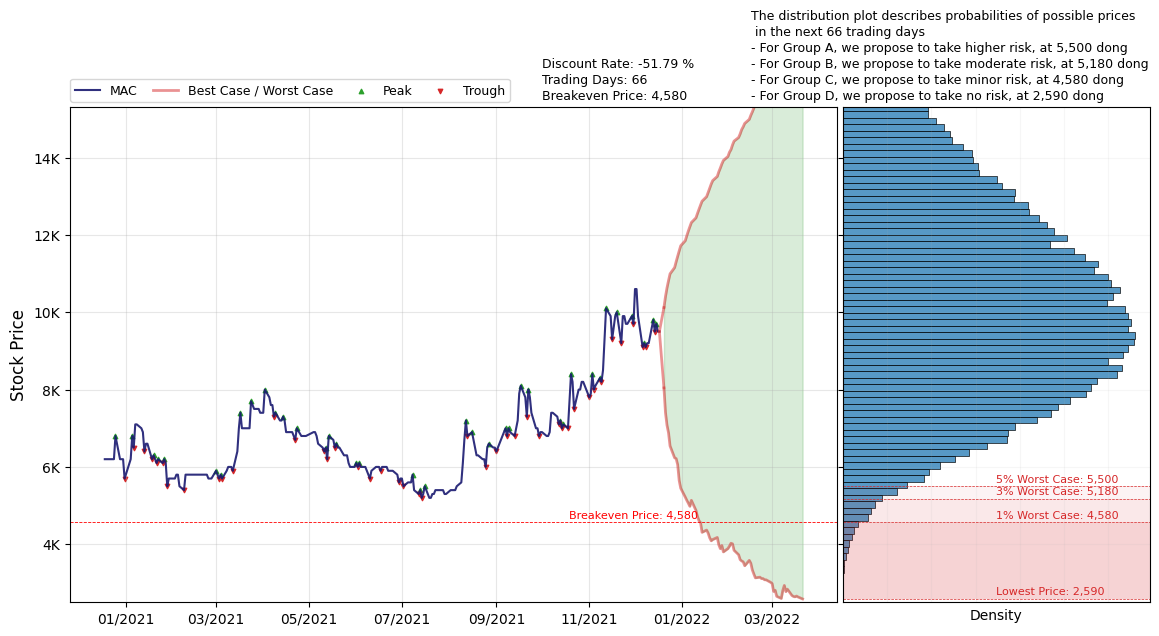 The distribution plot describes probabilities of possible prices
in the next 66 trading days
- For Group A, we propose to take higher risk, at 5,500 dong
- For Group B, we propose to take moderate risk, at 5,180 dong
- For Group C, we propose to take minor risk, at 4,580 dong
- For Group D, we propose to take no risk, at 2,590 dong
Discount Rate: -51.79 %
Trading Days: 66
Breakeven Price: 4,580
MAC
Best Case / Worst Case
Peak
Trough
Stock Price
14K
12K
10K
8K
6K
4K
Breakeven Price: 4,580
5% Worst Case: 5,500
3% Worst Case: 5,180
1% Worst Case: 4,580
Lowest Price: 2,590
01/2021
03/2021
05/2021
07/2021
09/2021
11/2021
01/2022
03/2022
Density